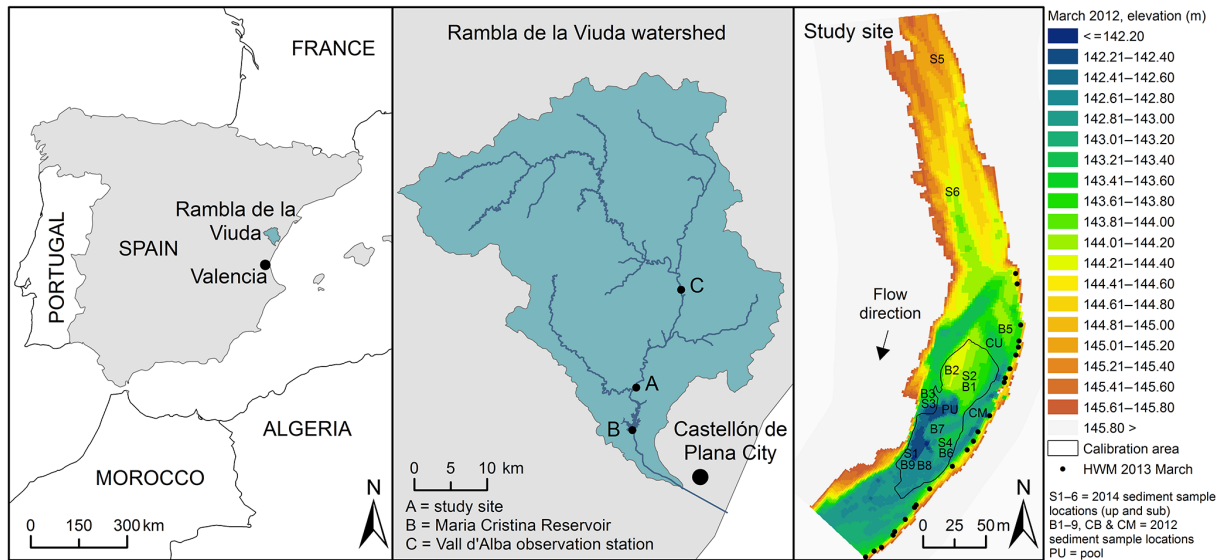 FRANCE
PORTUGAL
SPAIN
Rambla de la
Viuda
Valencia
ALGERIA
MOROCCO
0 150 300 km
N
Rambla de la Viuda watershed
C
A
B
Castellón de
Plana City
0 5 10 km
A = study site
B = Maria Cristina Reservoir
C = Vall d'Alba observation station
N
Study site
S5
S6
Flow
direction
B5
CU
B2
S2
B1
B3
S3
PU
CM
B7
S4
S1
B6
B9 B8
0 25 50 m
N
March 2012, elevation (m)
<=142.20
142.21–142.40
142.41–142.60
142.61–142.80
142.81–143.00
143.01–143.20
143.21–143.40
143.41–143.60
143.61–143.80
143.81–144.00
144.01–144.20
144.21–144.40
144.41–144.60
144.61–144.80
144.81–145.00
145.01–145.20
145.21–145.40
145.41–145.60
145.61–145.80
145.80 >
Calibration area
HWM 2013 March
S1–6 = 2014 sediment sample
locations (up and sub)
B1–9, CB & CM = 2012
sediment sample locations
PU = pool